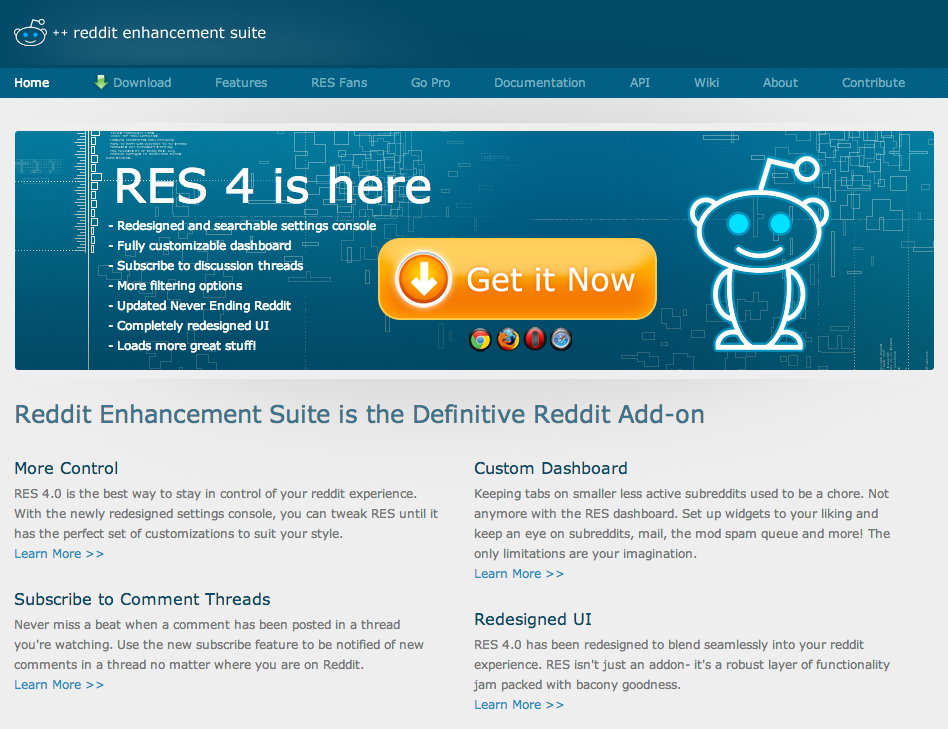 ++ reddit enhancement suite
Home Download Features RES Fans Go Pro Documentation API Wiki About Contribute
RES 4 is here
- Redesigned and searchable settings console
- Fully customizable dashboard
- Subscribe to discussion threads
- More filtering options
- Updated Never Ending Reddit
- Completely redesigned UI
- Loads more great stuff!
Get it Now
Reddit Enhancement Suite is the Definitive Reddit Add-on
More Control
RES 4.0 is the best way to stay in control of your reddit experience.
With the newly redesigned settings console, you can tweak RES until it
has the perfect set of customizations to suit your style.
Learn More >>
Subscribe to Comment Threads
Never miss a beat when a comment has been posted in a thread
you're watching. Use the new subscribe feature to be notified of new
comments in a thread no matter where you are on Reddit.
Learn More >>
Custom Dashboard
Keeping tabs on smaller less active subreddits used to be a chore. Not
anymore with the RES dashboard. Set up widgets to your liking and
keep an eye on subreddits, mail, the mod spam queue and more! The
only limitations are your imagination.
Learn More >>
Redesigned UI
RES 4.0 has been redesigned to blend seamlessly into your reddit
experience. RES isn't just an addon- it's a robust layer of functionality
jam packed with bacony goodness.
Learn More >>